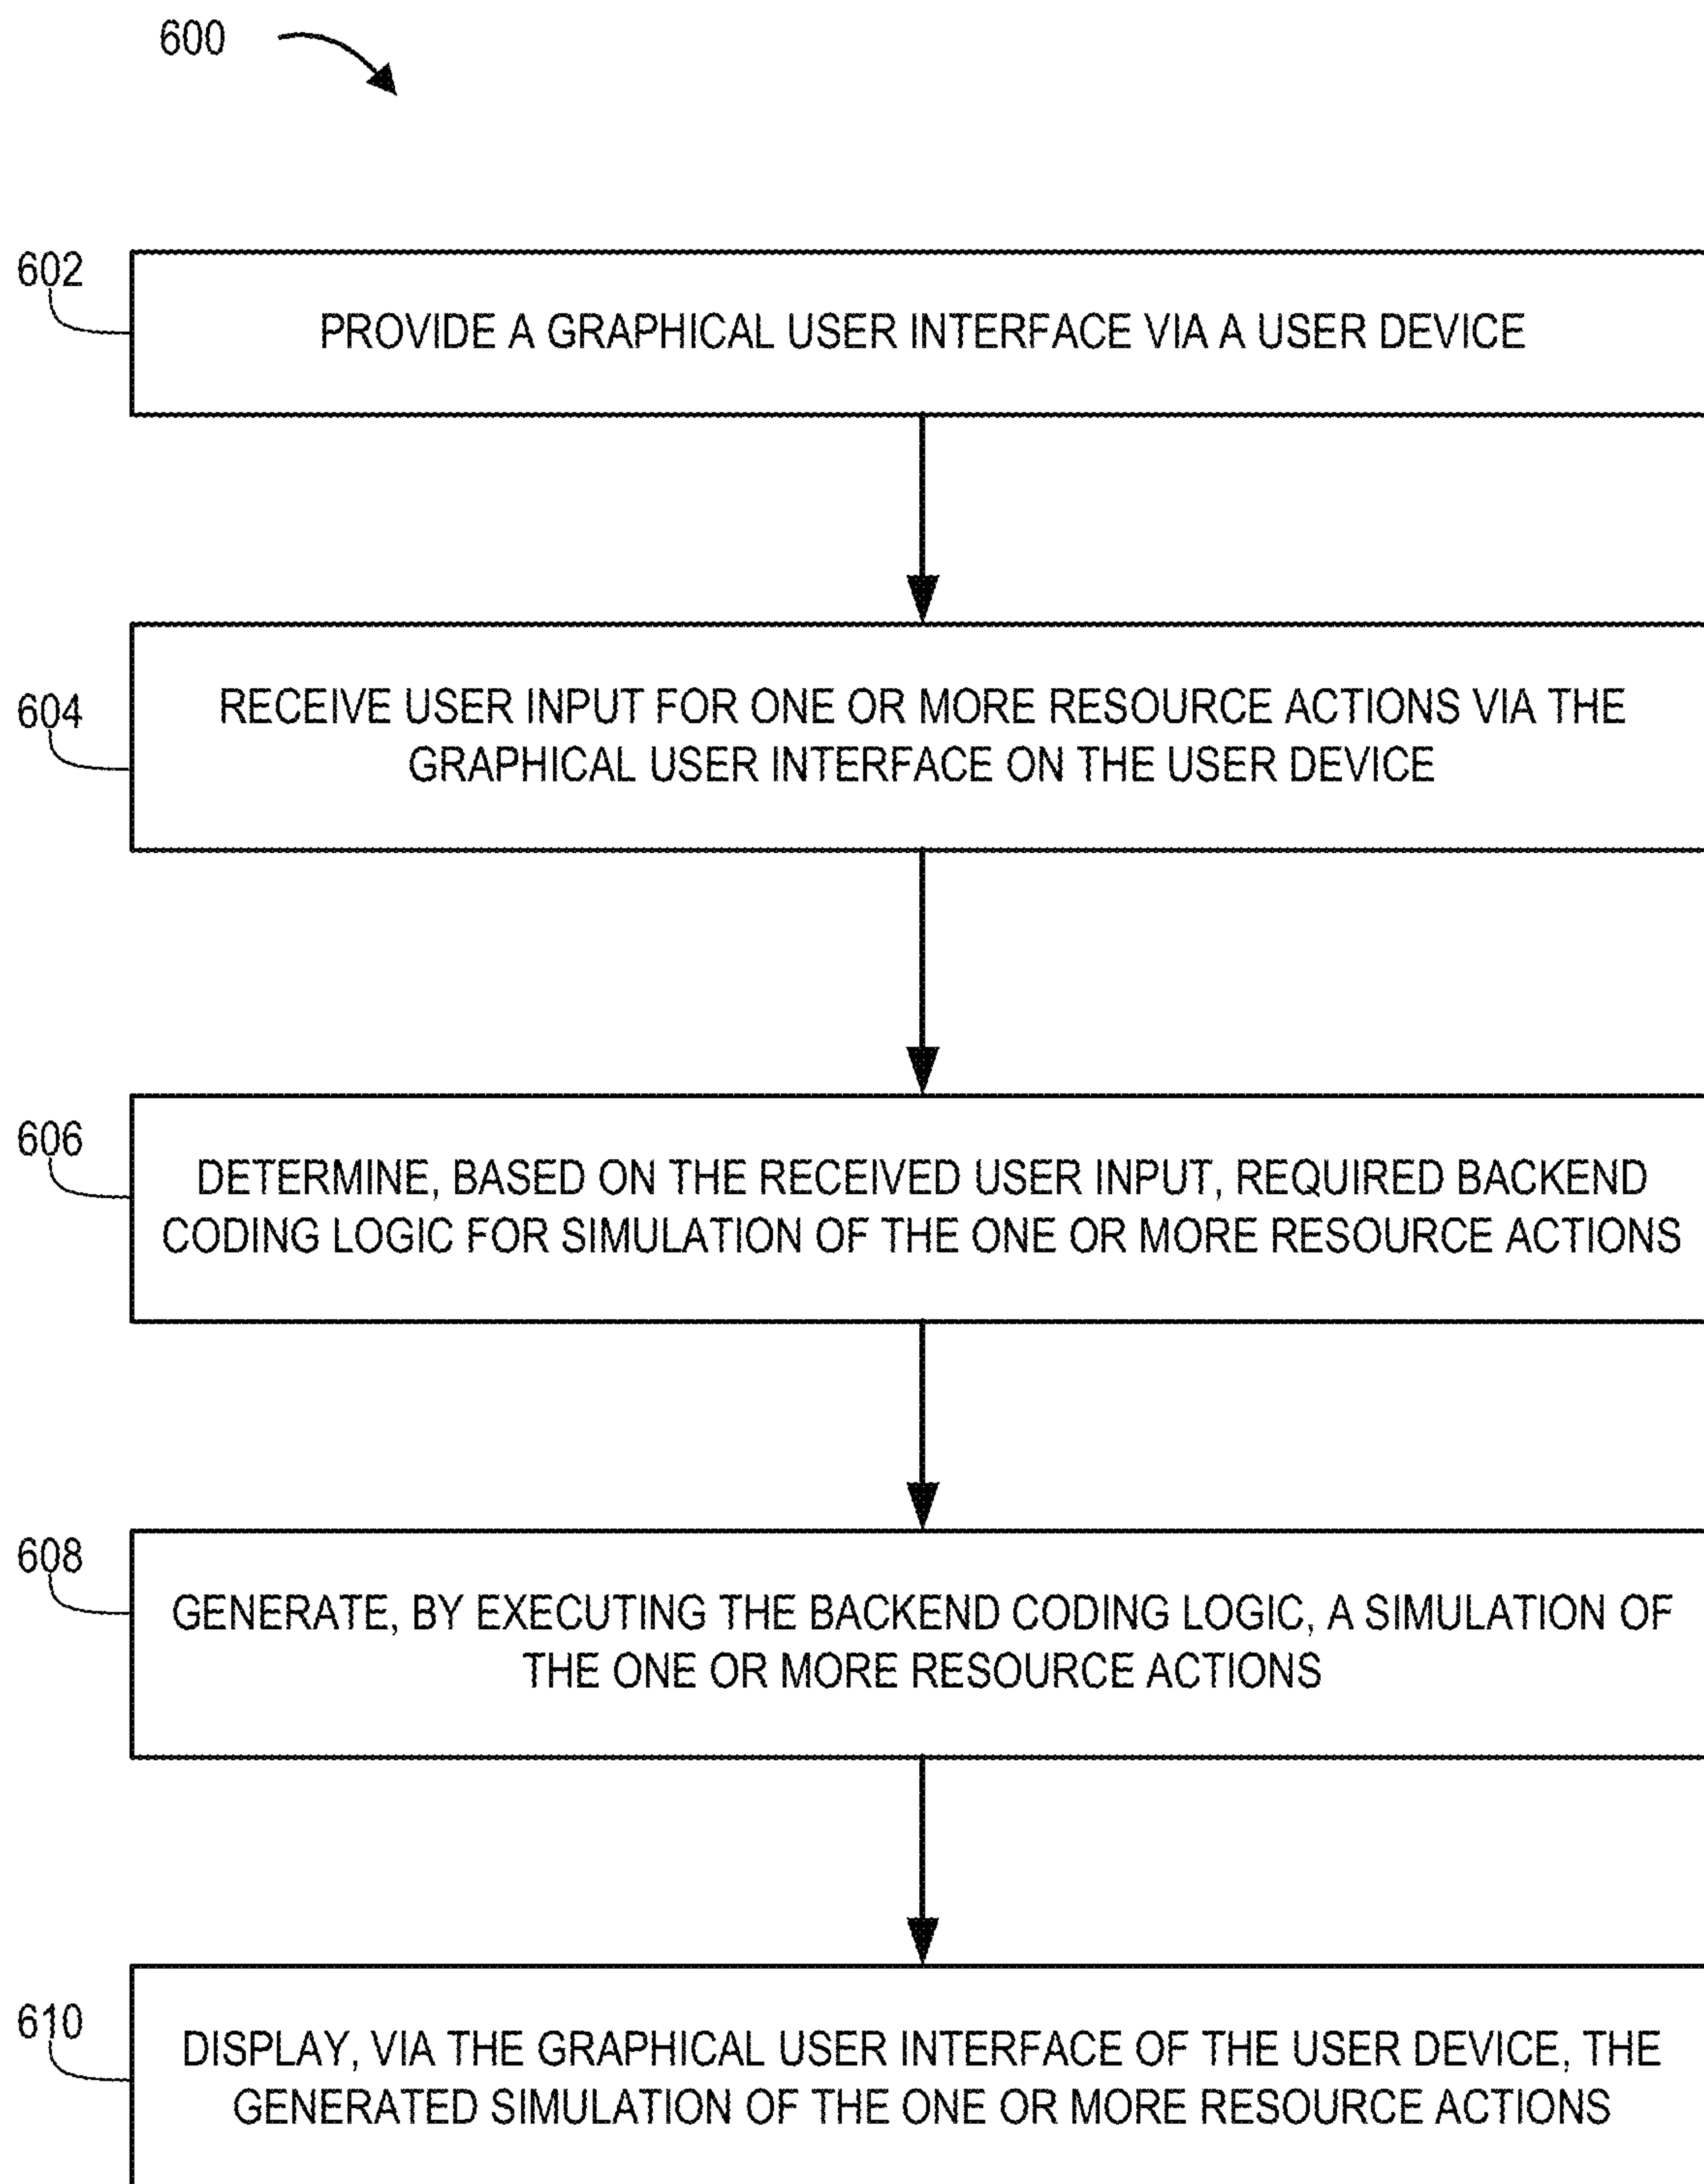 600
602
PROVIDE A GRAPHICAL USER INTERFACE VIA A USER DEVICE
604
RECEIVE USER INPUT FOR ONE OR MORE RESOURCE ACTIONS VIA THE
GRAPHICAL USER INTERFACE ON THE USER DEVICE
606
DETERMINE, BASED ON THE RECEIVED USER INPUT, REQUIRED BACKEND
CODING LOGIC FOR SIMULATION OF THE ONE OR MORE RESOURCE ACTIONS
608
GENERATE, BY EXECUTING THE BACKEND CODING LOGIC, A SIMULATION OF
THE ONE OR MORE RESOURCE ACTIONS
610
DISPLAY, VIA THE GRAPHICAL USER INTERFACE OF THE USER DEVICE, THE
GENERATED SIMULATION OF THE ONE OR MORE RESOURCE ACTIONS